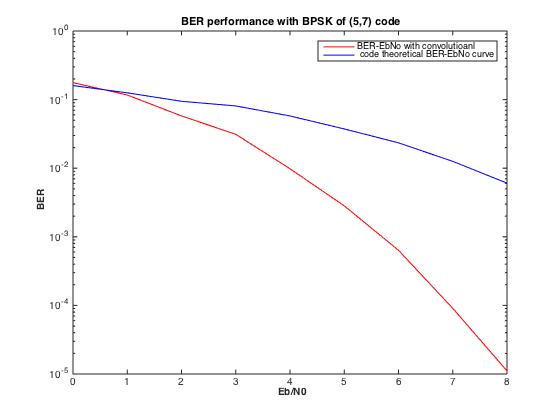 BER performance with BPSK of (5,7) code
BER-EbNo with convolutioanl
code theoretical BER-EbNo curve
BER
10^0
10^-1
10^-2
10^-3
10^-4
10^-5
0 1 2 3 4 5 6 7 8
Eb/N0